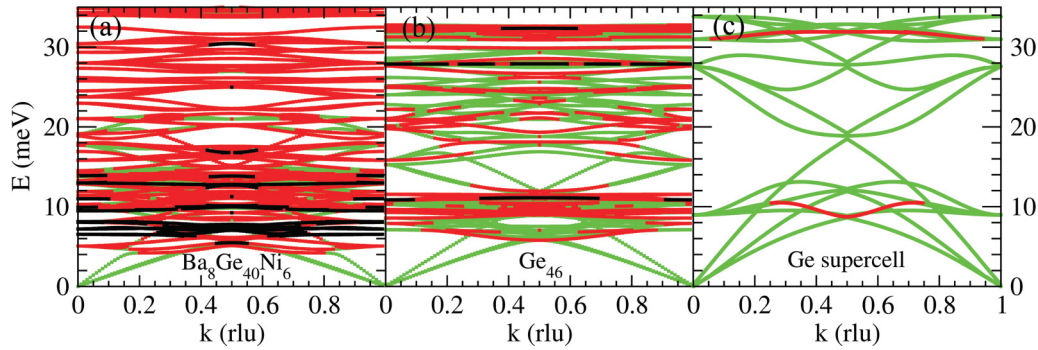 (a) (b) (c)
30 30
20 20
E (meV)
10 10
Ba8Ge40Ni6 Ge46 Ge supercell
0 0
0 0.2 0.4 0.6 0.8 0 0.2 0.4 0.6 0.8 0 0.2 0.4 0.6 0.8 1
k (rlu) k (rlu) k (rlu)